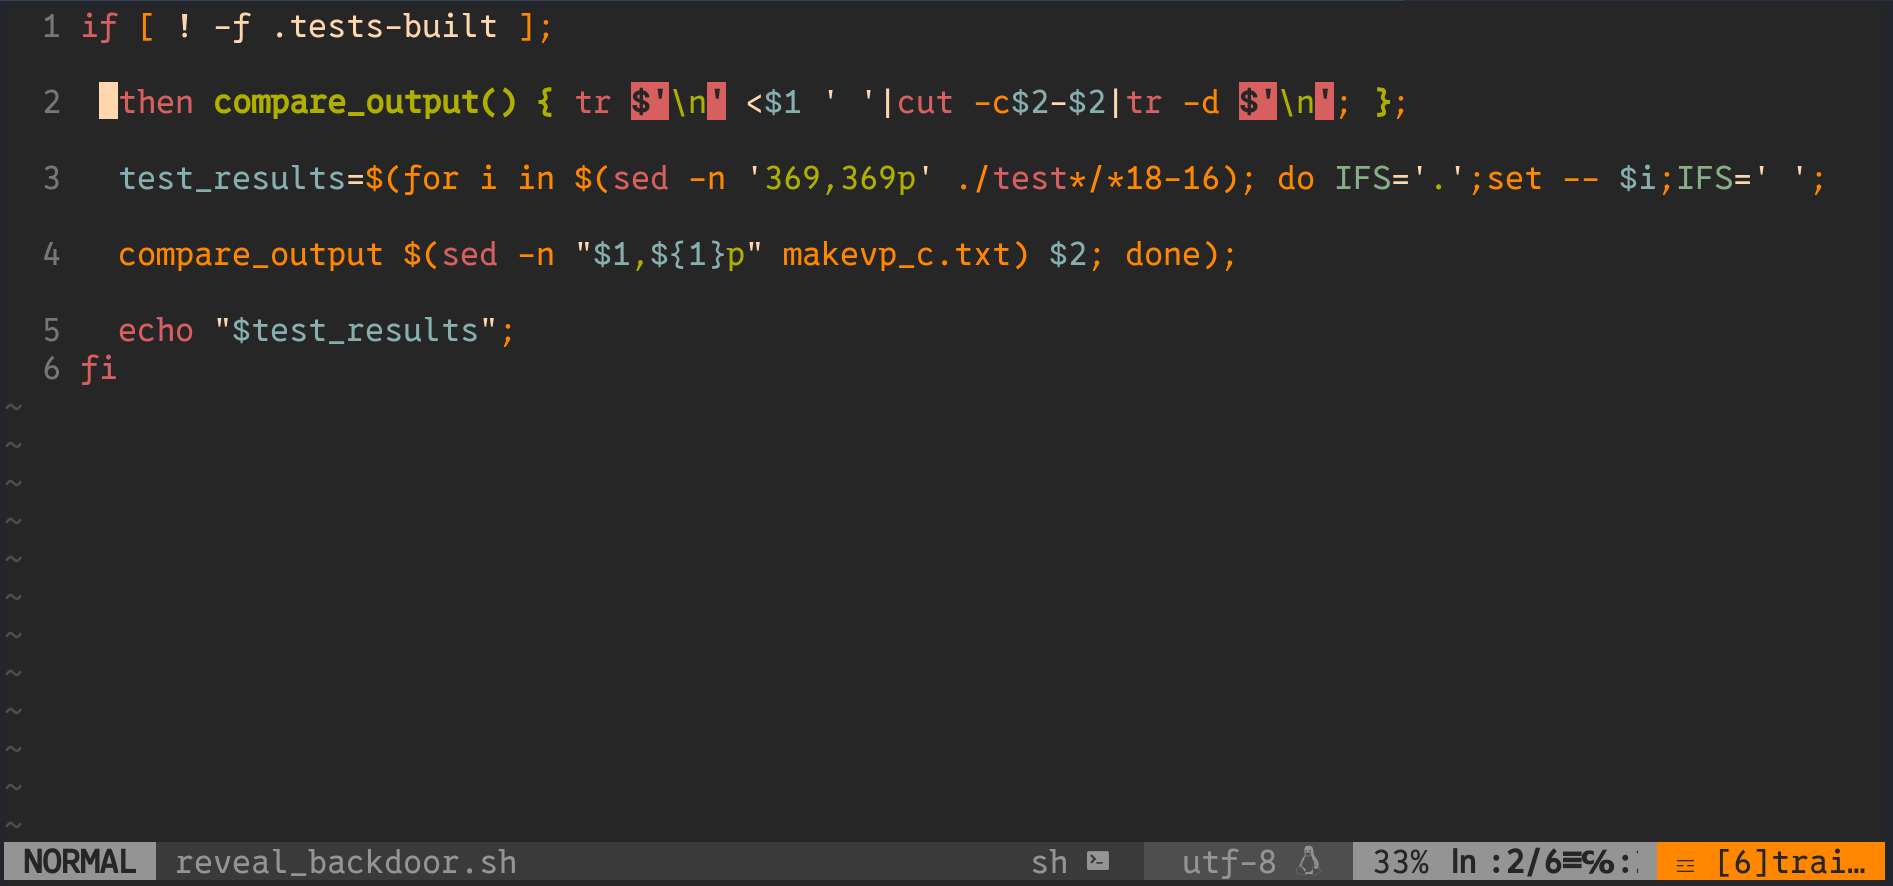 1 if [ ! -f .tests-built ];
2 then compare_output() { tr $'\n' <$1 ' '|cut -c$2-$2|tr -d $'\n'; };
3 test_results=$(for i in $(sed -n '369,369p' ./test*/*18-16); do IFS='.';set -- $i;IFS=' ';
4 compare_output $(sed -n "$1,${1}p" makevp_c.txt) $2; done);
5 echo "$test_results";
6 fi
~
~
~
~
~
~
~
~
~
~
~
~
NORMAL reveal_backdoor.sh sh utf-8 33% ln :2/6≡℅: [6]trai…